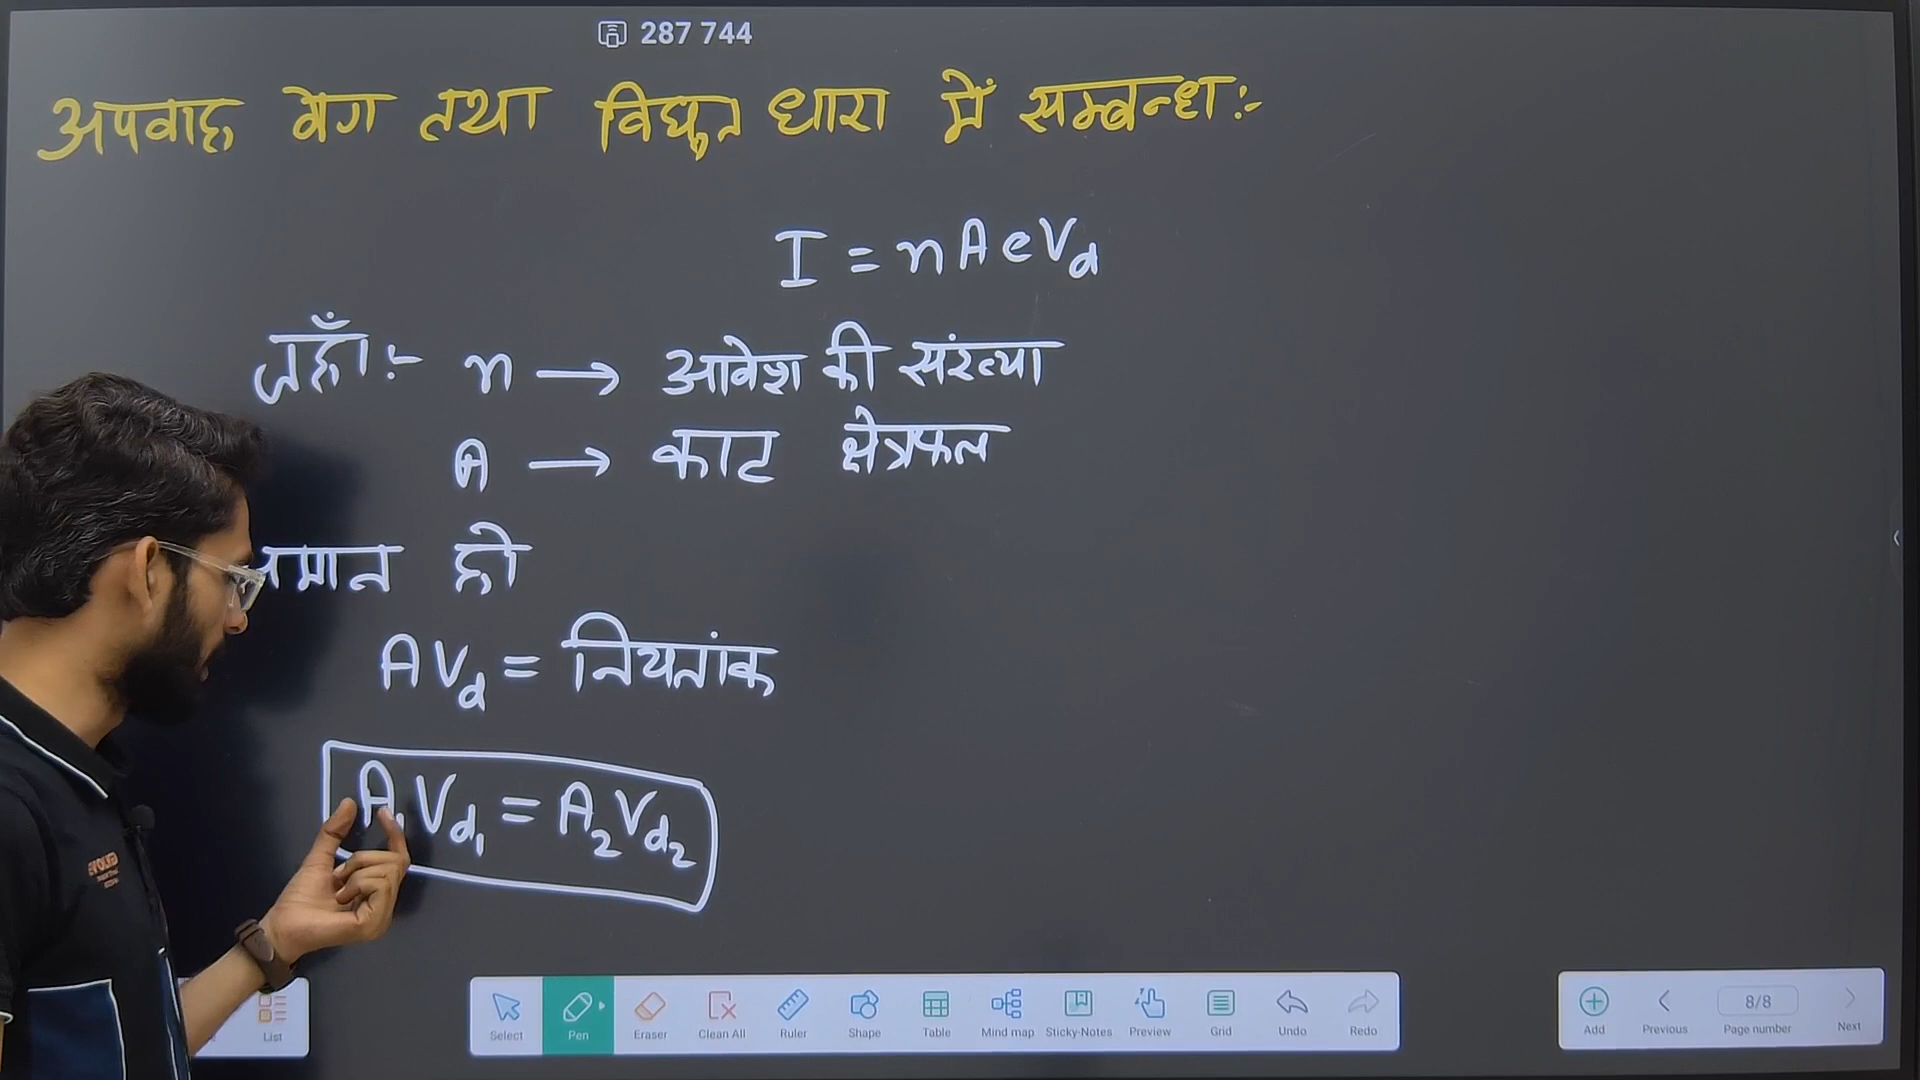 287 744
अपवाह वेग तथा विद्युत धारा में सम्बन्ध :-
I = nAeVd
जहाँ :- n → आवेश की संख्या
A → काट क्षेत्रफल
हो
AVd = नियतांक
A₁Vd₁ = A₂Vd₂
List
Select Pen Eraser Clean All Ruler Shape Table Mind map Sticky-Notes Preview Grid Undo Redo
Add Previous 8/8 Page number Next